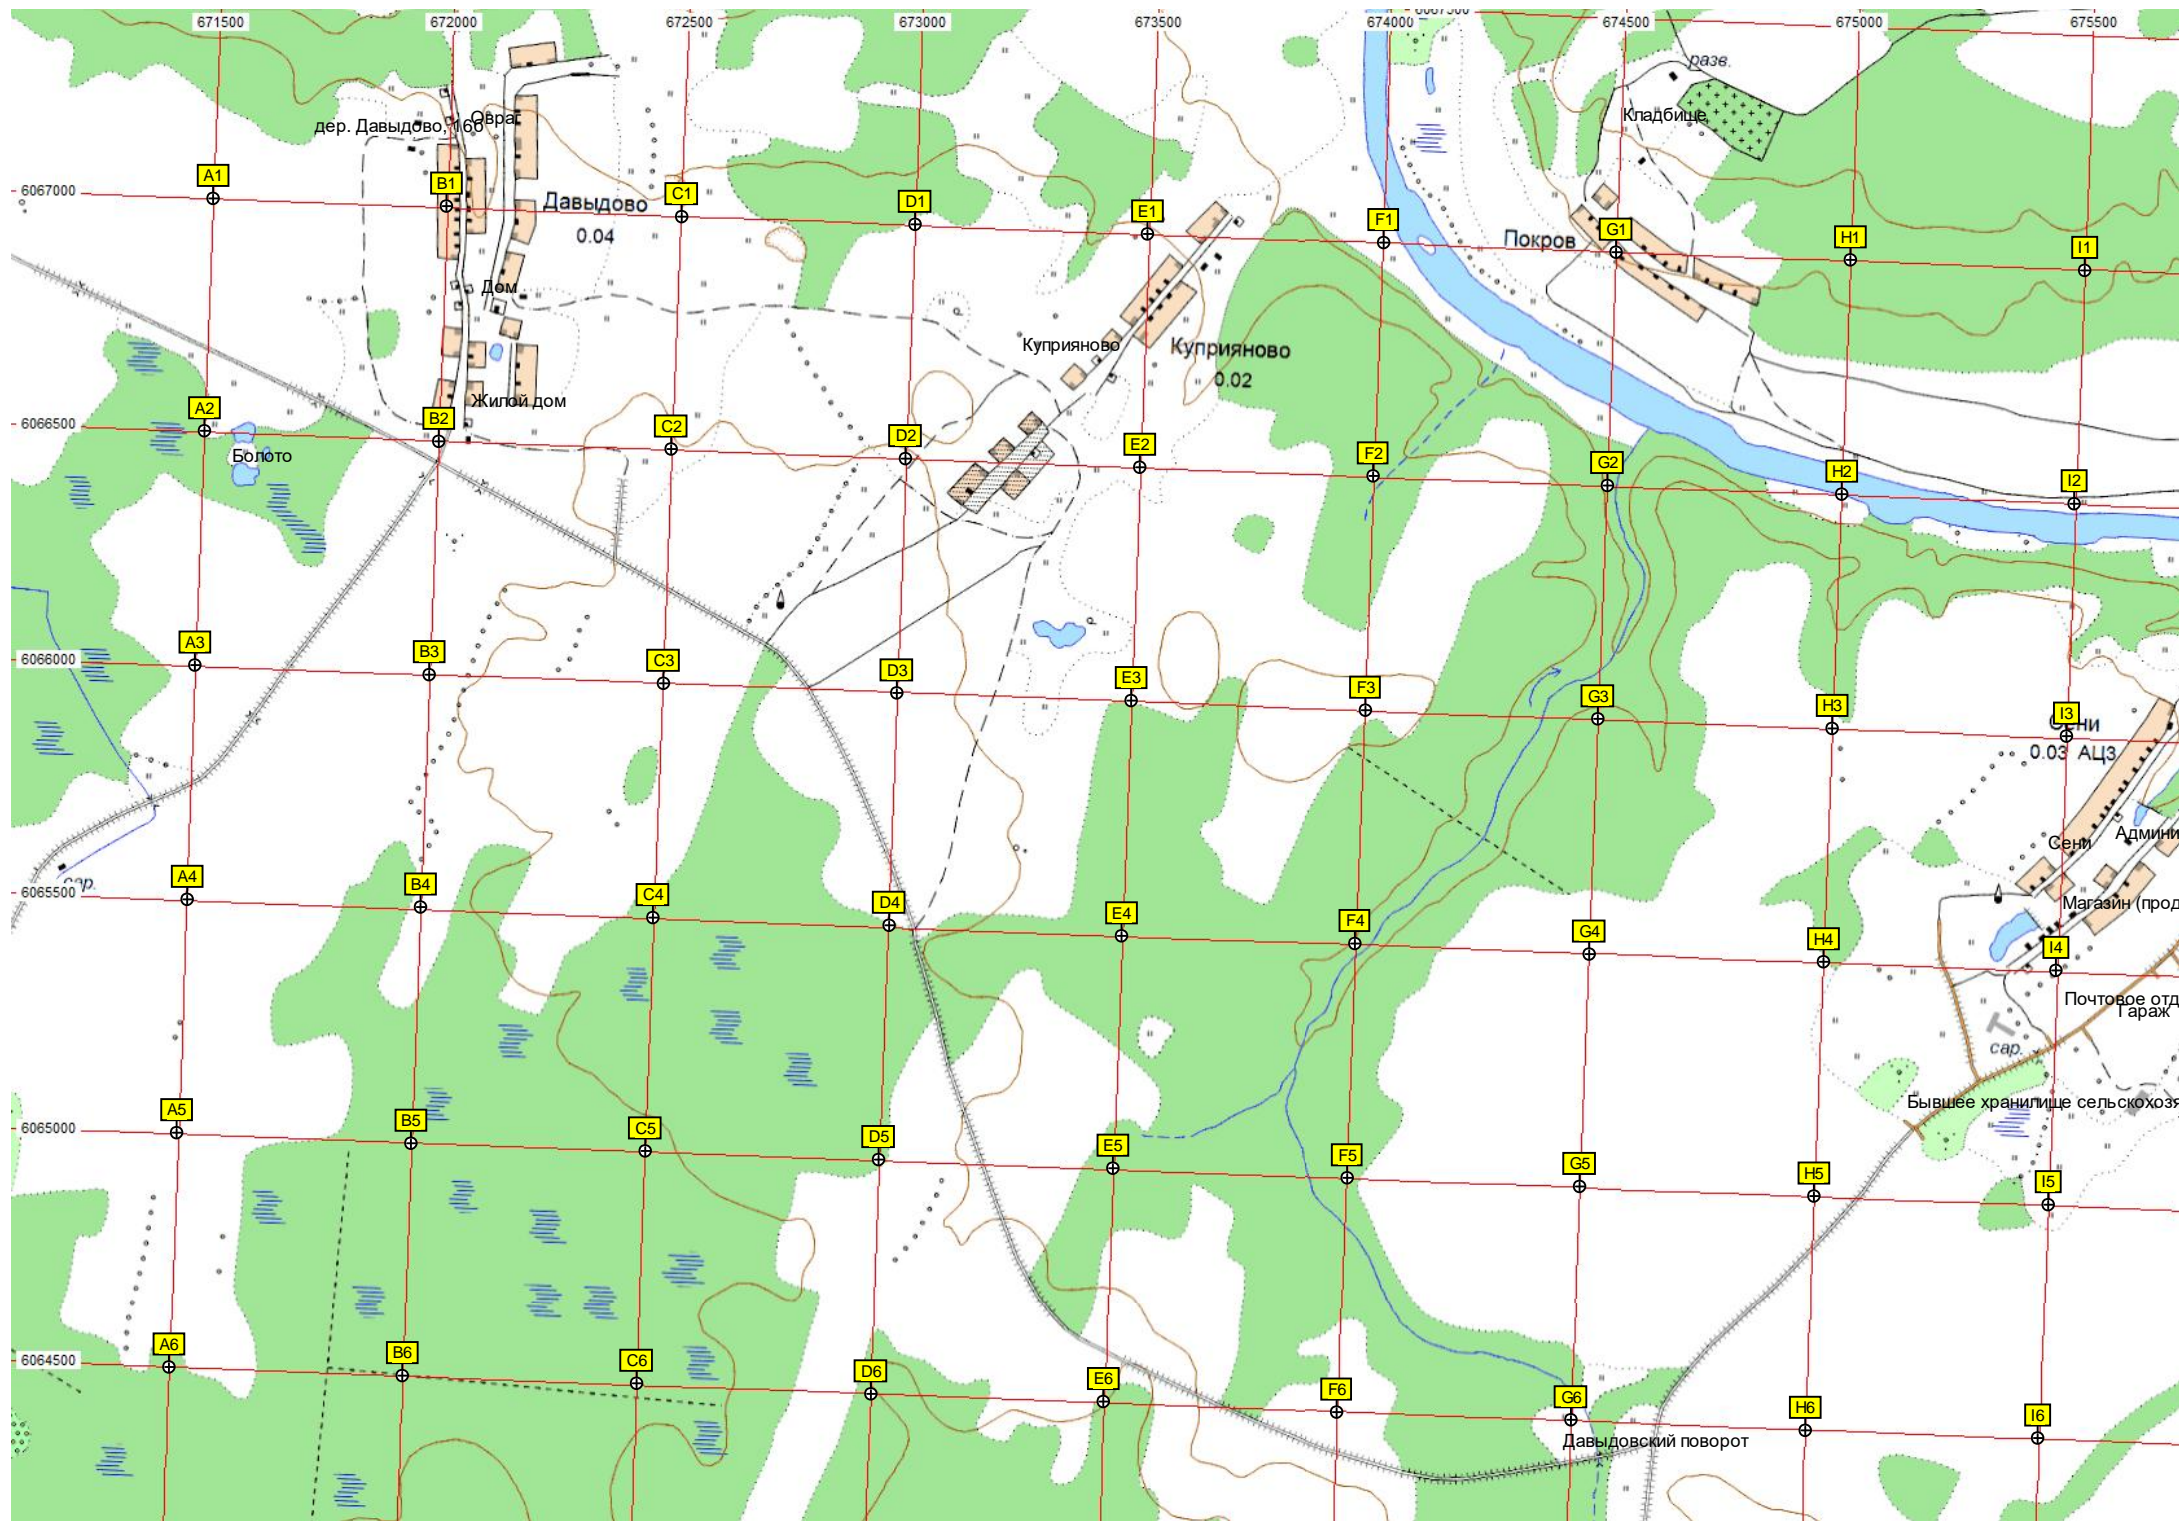 671500 672000 672500 673000 673500 674000 6067500 674500 675000 675500
разв.
Кладбище
дер. Давыдово, 166
Овраг
6067000
A1 B1 C1 D1 E1 F1 G1 H1 I1
Давыдово
0.04
Покров
Дом
Куприяново
Куприяново
0.02
Жилой дом
6066500
A2 B2 C2 D2 E2 F2 G2 H2 I2
Болото
6066000
A3 B3 C3 D3 E3 F3 G3 H3 I3
Сени
0.03 АЦЗ
Сени
Админи
сар.
6065500
A4 B4 C4 D4 E4 F4 G4 H4 I4
Магазин (прод
Почтовое отд
Гараж
сар.
Бывшее хранилище сельскохозя
6065000
A5 B5 C5 D5 E5 F5 G5 H5 I5
6064500
A6 B6 C6 D6 E6 F6 G6 H6 I6
Давыдовский поворот